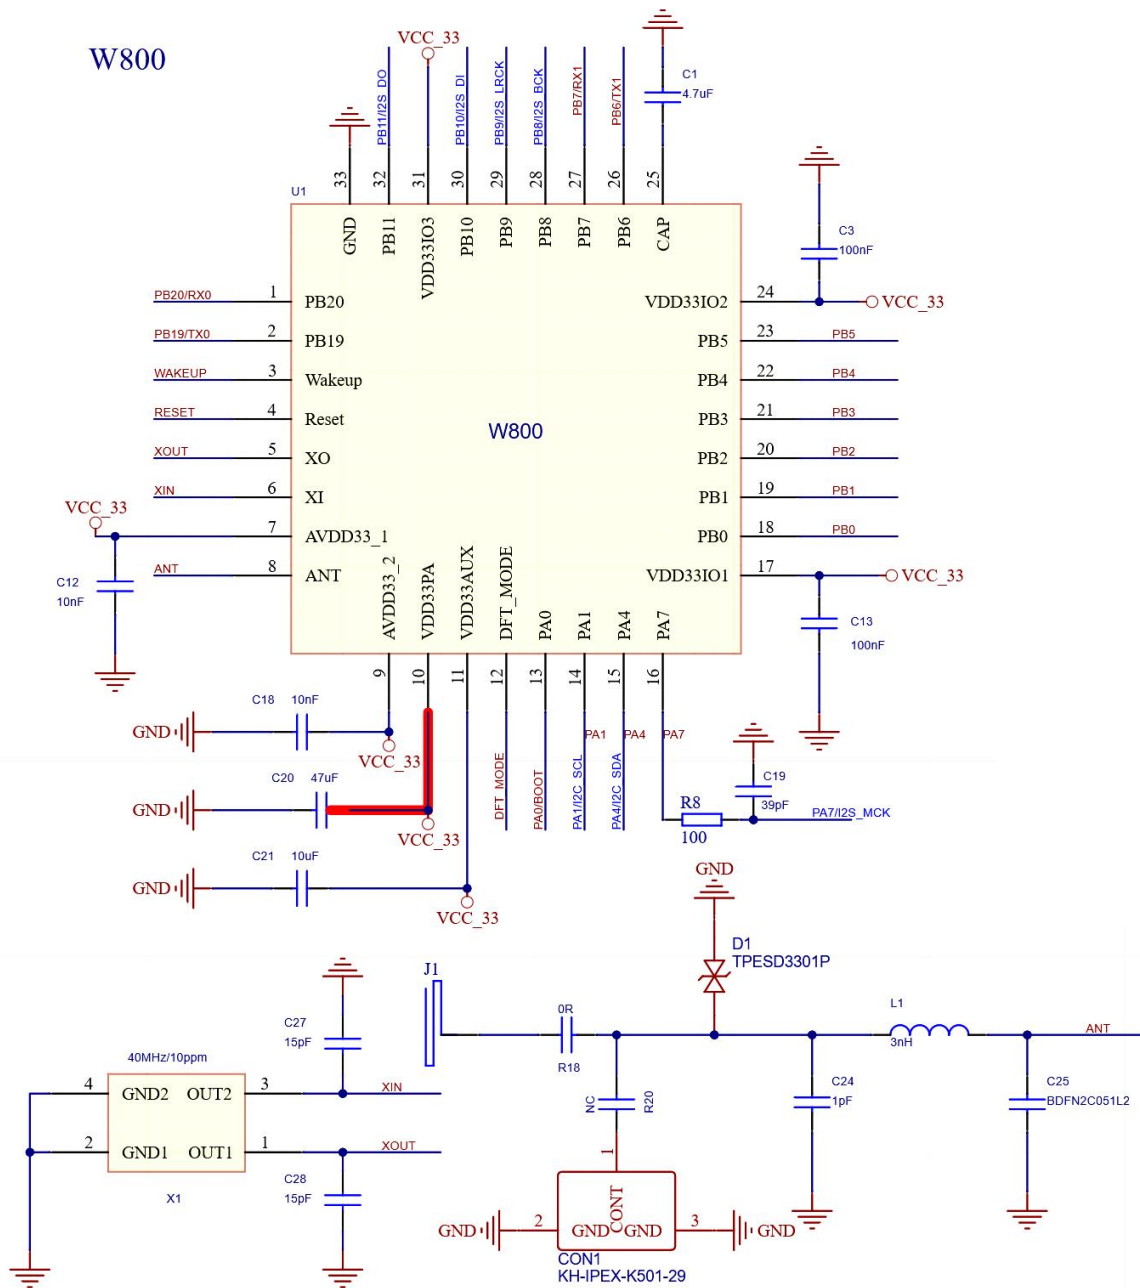 W800
VCC_33
PB11/I2S_DO
PB10/I2S_DI
PB9/I2S_LRCK
PB8/I2S_BCK
PB7/RX1
PB6/TX1
C1
4.7uF
33
32
31
30
29
28
27
26
25
U1
GND
PB11
VDD33IO3
PB10
PB9
PB8
PB7
PB6
CAP
C3
100nF
PB20/RX0
1
PB20
VDD33IO2
24
VCC_33
PB19/TX0
2
PB19
PB5
23
PB5
WAKEUP
3
Wakeup
PB4
22
PB4
RESET
4
Reset
PB3
21
PB3
W800
XOUT
5
XO
PB2
20
PB2
XIN
6
XI
PB1
19
PB1
VCC_33
7
AVDD33_1
PB0
18
PB0
ANT
8
ANT
VDD33IO1
17
VCC_33
C12
10nF
AVDD33_2
VDD33PA
VDD33AUX
DFT_MODE
PA0
PA1
PA4
PA7
C13
100nF
9
10
11
12
13
14
15
16
C18
10nF
GND
VCC_33
C20
47uF
GND
VCC_33
C21
10uF
GND
VCC_33
DFT_MODE
PA0/BOOT
PA1
PA1/I2C_SCL
PA4
PA4/I2C_SDA
PA7
R8
100
C19
39pF
PA7/I2S_MCK
GND
D1
TPESD3301P
J1
0R
R18
L1
3nH
ANT
C27
15pF
40MHz/10ppm
4
GND2
OUT2
3
XIN
2
GND1
OUT1
1
XOUT
X1
C28
15pF
NC
R20
C24
1pF
C25
BDFN2C051L2
1
CONT
GND
2
GND
GND
3
GND
CON1
KH-IPEX-K501-29